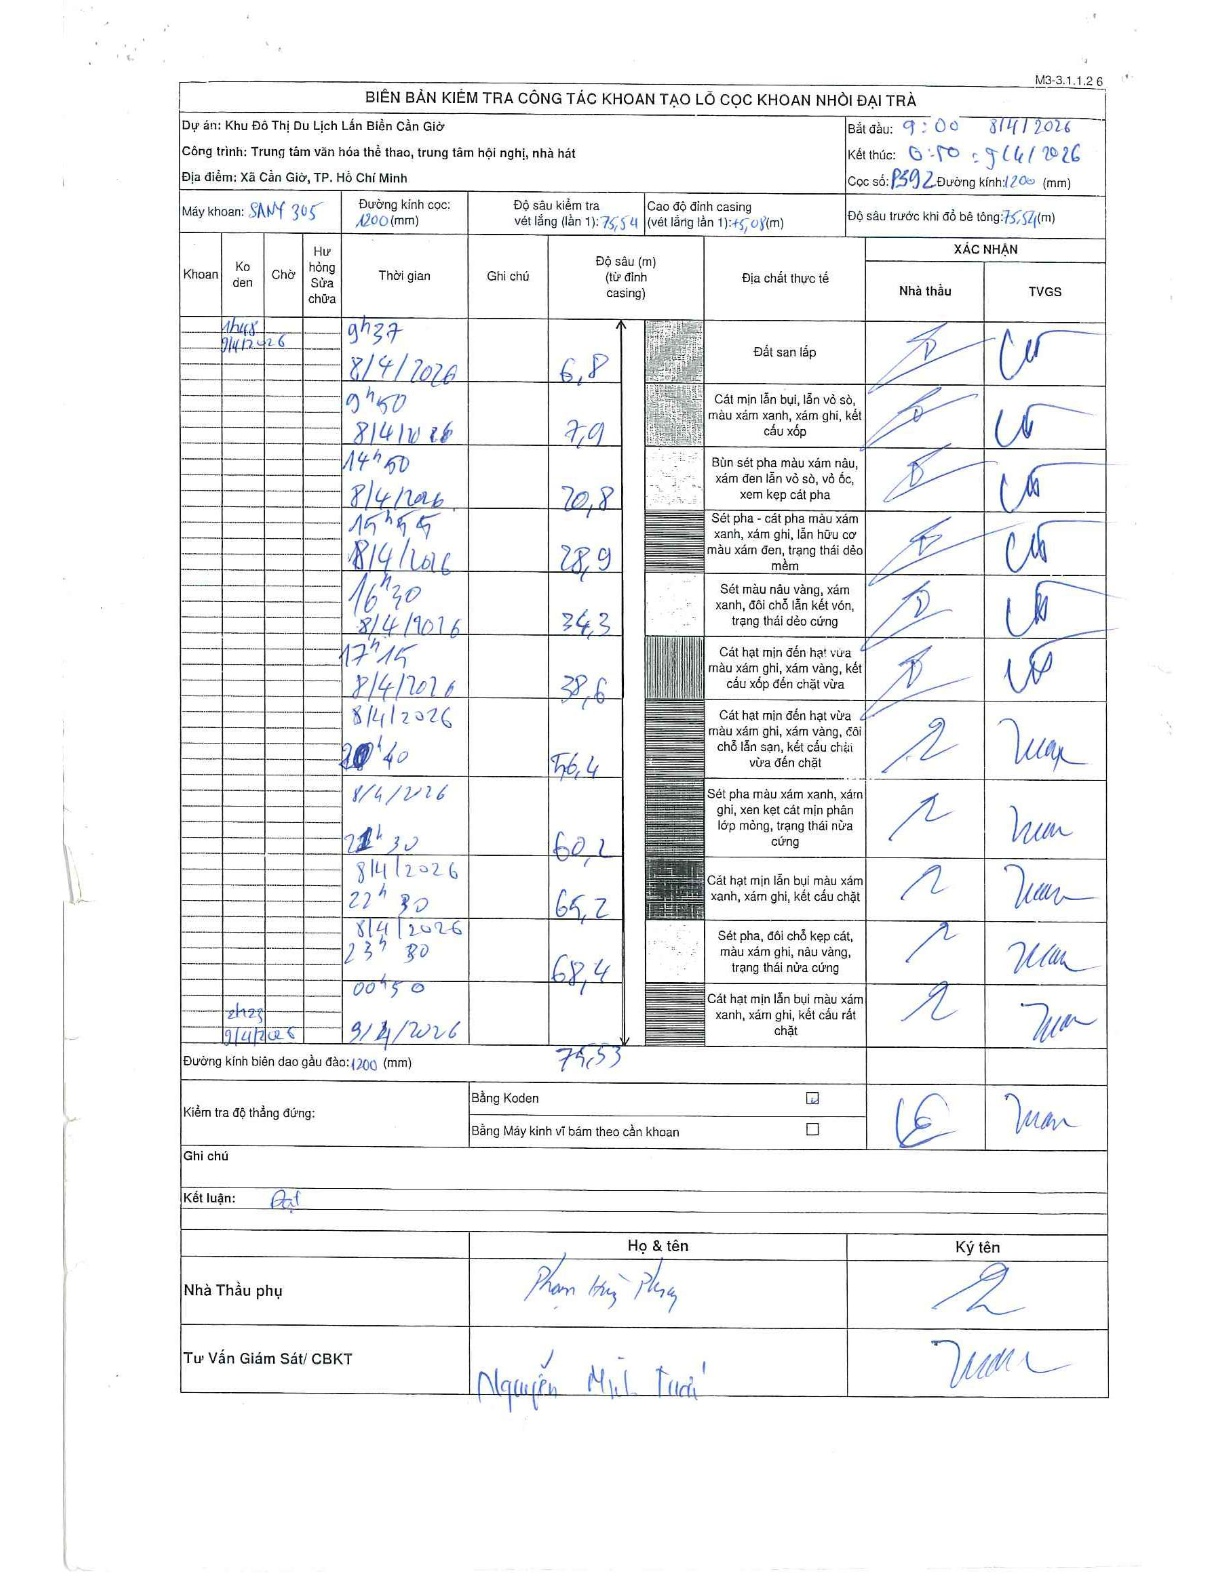 M3-3.1.1.2 6
BIÊN BẢN KIỂM TRA CÔNG TÁC KHOAN TẠO LỖ CỌC KHOAN NHỒI ĐẠI TRÀ
Dự án: Khu Đô Thị Du Lịch Lấn Biển Cần Giờ
Công trình: Trung tâm văn hóa thể thao, trung tâm hội nghị, nhà hát
Địa điểm: Xã Cần Giờ, TP. Hồ Chí Minh
Bắt đầu: 9:00 8/4/2026
Kết thúc: 0:50 9/4/2026
Cọc số: P592 Đường kính: 1200 (mm)
Máy khoan: SANY 305
Đường kính cọc: 1200 (mm)
Độ sâu kiểm tra vét lắng (lần 1): 75,54
Cao độ đỉnh casing (vét lắng lần 1): +5,08 (m)
Độ sâu trước khi đổ bê tông: 75,54 (m)
Khoan
Ko den
Chờ
Hư hỏng Sửa chữa
Thời gian
Ghi chú
Độ sâu (m) (từ đỉnh casing)
Địa chất thực tế
XÁC NHẬN
Nhà thầu
TVGS
1h48
9/4/2026
9h37
8/4/2026
6,8
Đất san lấp
9h50
8/4/2026
7,9
Cát mịn lẫn bụi, lẫn vỏ sò,
màu xám xanh, xám ghi, kết
cấu xốp
14h50
8/4/2026
20,8
Bùn sét pha màu xám nâu,
xám đen lẫn vỏ sò, vỏ ốc,
xem kẹp cát pha
15h55
8/4/2026
28,9
Sét pha - cát pha màu xám
xanh, xám ghi, lẫn hữu cơ
màu xám đen, trạng thái dẻo
mềm
16h30
8/4/2026
34,3
Sét màu nâu vàng, xám
xanh, đôi chỗ lẫn kết vón,
trạng thái dẻo cứng
17h15
8/4/2026
38,6
Cát hạt mịn đến hạt vừa
màu xám ghi, xám vàng, kết
cấu xốp đến chặt vừa
8/4/2026
20h40
56,4
Cát hạt mịn đến hạt vừa
màu xám ghi, xám vàng, đôi
chỗ lẫn sạn, kết cấu chặt
vừa đến chặt
8/4/2026
21h30
60,2
Sét pha màu xám xanh, xám
ghi, xen kẹt cát mịn phân
lớp mỏng, trạng thái nửa
cứng
8/4/2026
22h30
65,2
Cát hạt mịn lẫn bụi màu xám
xanh, xám ghi, kết cấu chặt
8/4/2026
23h30
68,4
Sét pha, đôi chỗ kẹp cát,
màu xám ghi, nâu vàng,
trạng thái nửa cứng
00h50
2h23
9/4/2026
9/4/2026
Cát hạt mịn lẫn bụi màu xám
xanh, xám ghi, kết cấu rất
chặt
75,53
Đường kính biên dao gầu đào: 1200 (mm)
Kiểm tra độ thẳng đứng:
Bằng Koden
Bằng Máy kinh vĩ bám theo cần khoan
Ghi chú
Kết luận: Đạt
Họ & tên
Ký tên
Nhà Thầu phụ
Phạm Huy
Tư Vấn Giám Sát/ CBKT
Nguyễn Minh